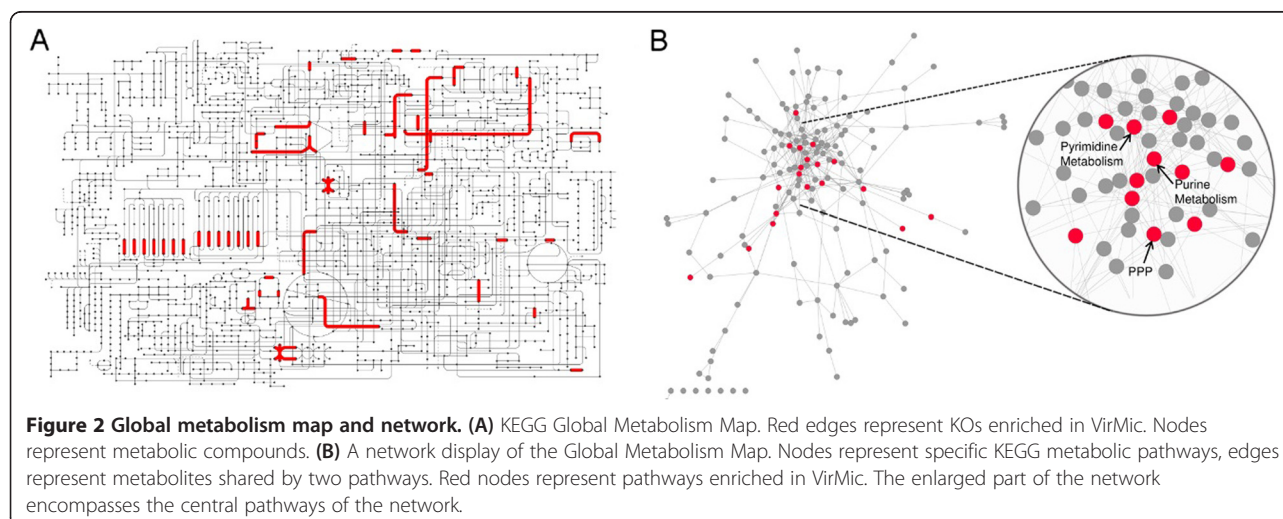 A
B
Pyrimidine
Metabolism
Purine
Metabolism
PPP
Figure 2 Global metabolism map and network. (A) KEGG Global Metabolism Map. Red edges represent KOs enriched in VirMic. Nodes
represent metabolic compounds. (B) A network display of the Global Metabolism Map. Nodes represent specific KEGG metabolic pathways, edges
represent metabolites shared by two pathways. Red nodes represent pathways enriched in VirMic. The enlarged part of the network
encompasses the central pathways of the network.